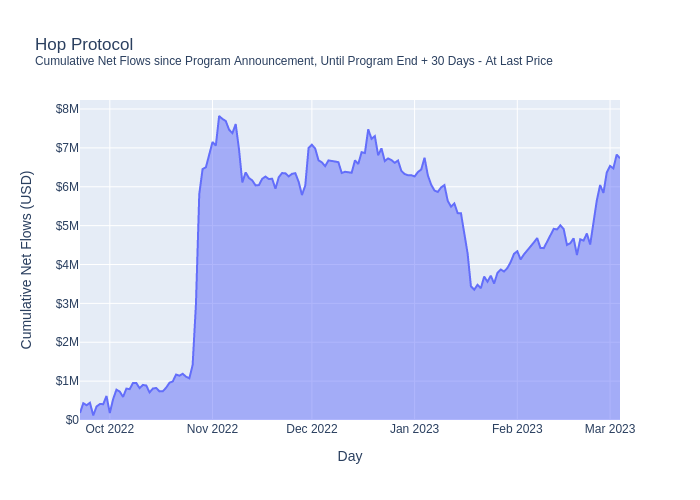 Hop Protocol
Cumulative Net Flows since Program Announcement, Until Program End + 30 Days - At Last Price
Cumulative Net Flows (USD)
$8M
$7M
$6M
$5M
$4M
$3M
$2M
$1M
$0
Oct 2022 Nov 2022 Dec 2022 Jan 2023 Feb 2023 Mar 2023
Day